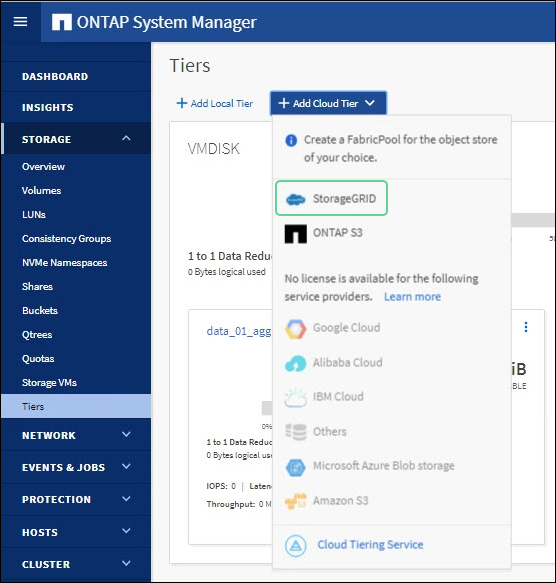 ONTAP System Manager
DASHBOARD
INSIGHTS
STORAGE
Overview
Volumes
LUNs
Consistency Groups
NVMe Namespaces
Shares
Buckets
Qtrees
Quotas
Storage VMs
Tiers
NETWORK
EVENTS & JOBS
PROTECTION
HOSTS
CLUSTER
Tiers
+ Add Local Tier
+ Add Cloud Tier
VMDISK
1 to 1 Data Reduc
0 Bytes logical used
data_01_agg
0%
1 to 1 Data Reduc
0 Bytes logical used
IOPS: 0 | Laten
Throughput: 0 M
Create a FabricPool for the object store
of your choice.
StorageGRID
ONTAP S3
No license is available for the following
service providers. Learn more
Google Cloud
Alibaba Cloud
IBM Cloud
Others
Microsoft Azure Blob storage
Amazon S3
Cloud Tiering Service
iB
ABLE